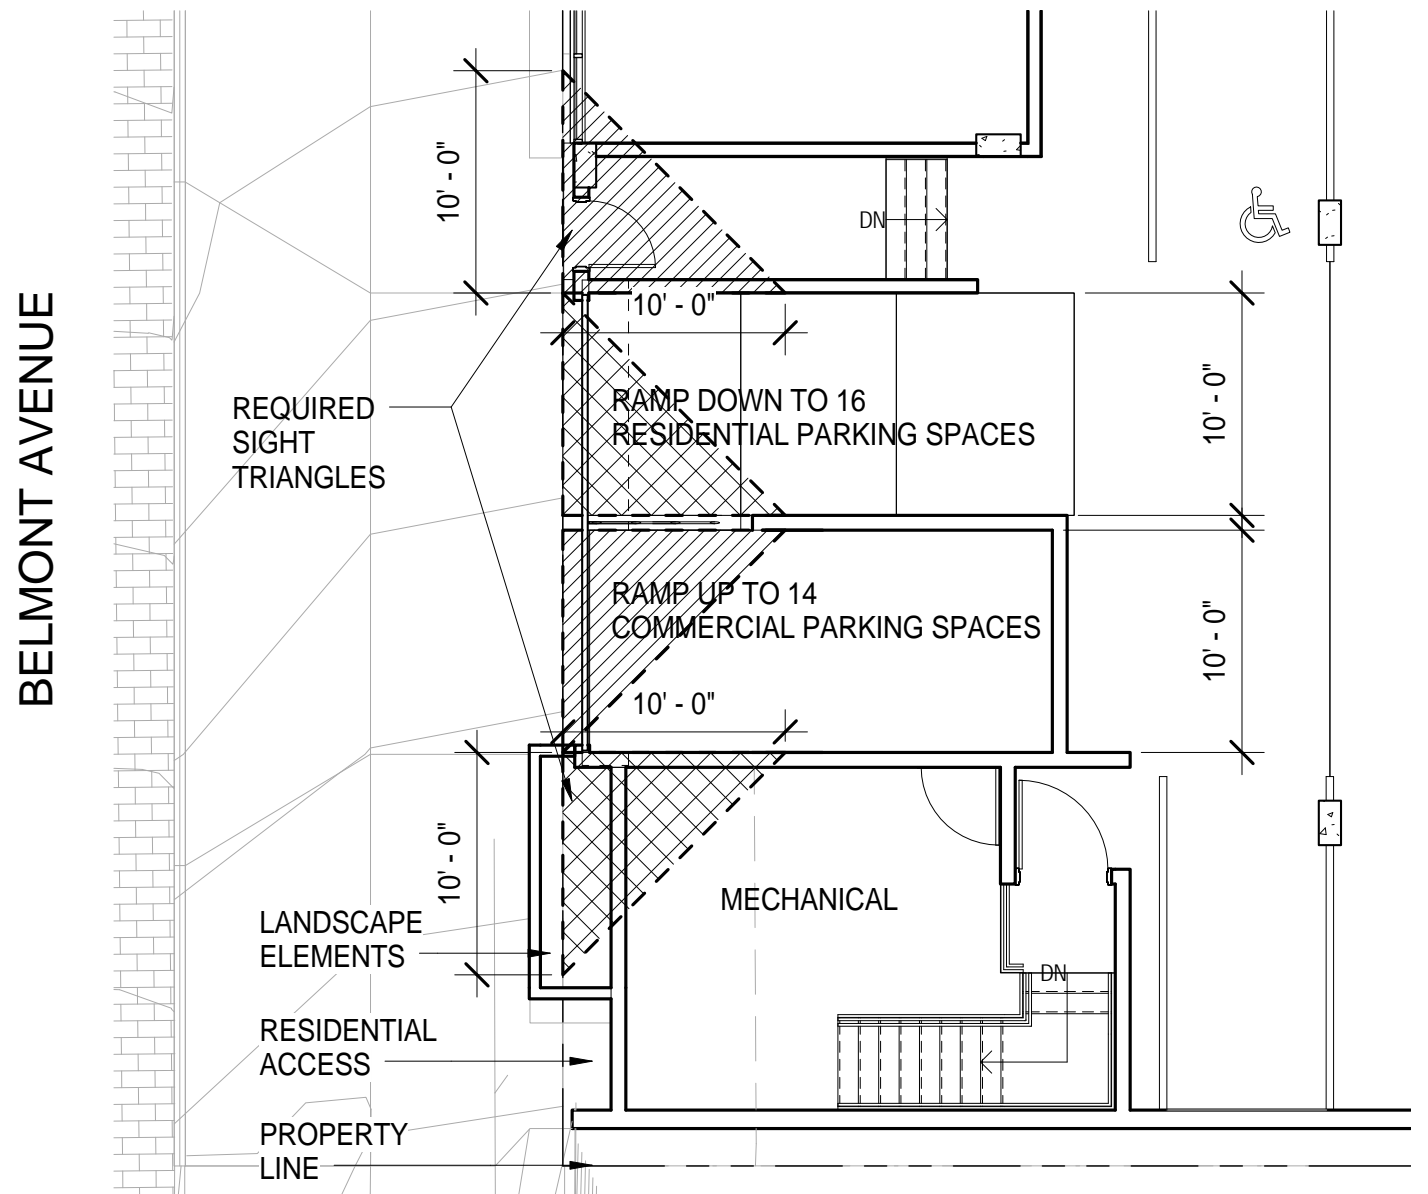 BELMONT AVENUE
10' - 0"
DN
10' - 0"
REQUIRED
SIGHT
TRIANGLES
RAMP DOWN TO 16
RESIDENTIAL PARKING SPACES
10' - 0"
RAMP UP TO 14
COMMERCIAL PARKING SPACES
10' - 0"
10' - 0"
10' - 0"
MECHANICAL
LANDSCAPE
ELEMENTS
DN
RESIDENTIAL
ACCESS
PROPERTY
LINE